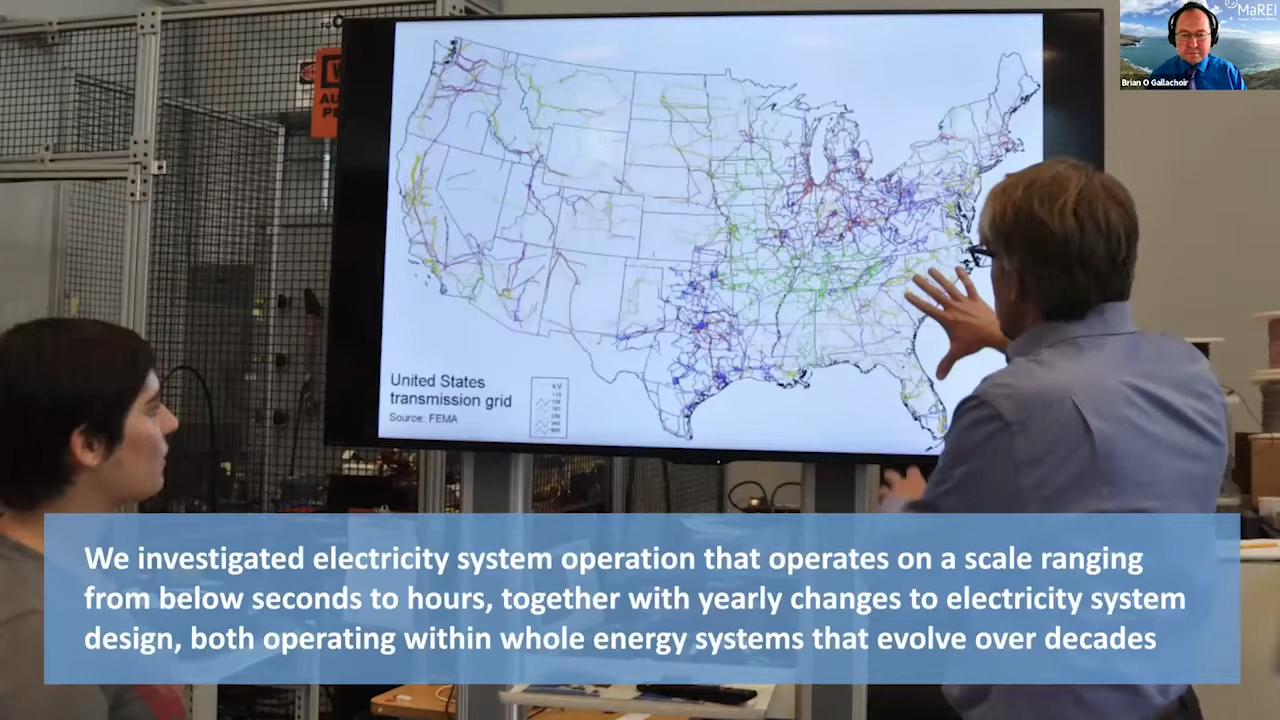 MaREI
Brian O Gallachoir
United States
transmission grid
Source: FEMA
kV
We investigated electricity system operation that operates on a scale ranging
from below seconds to hours, together with yearly changes to electricity system
design, both operating within whole energy systems that evolve over decades